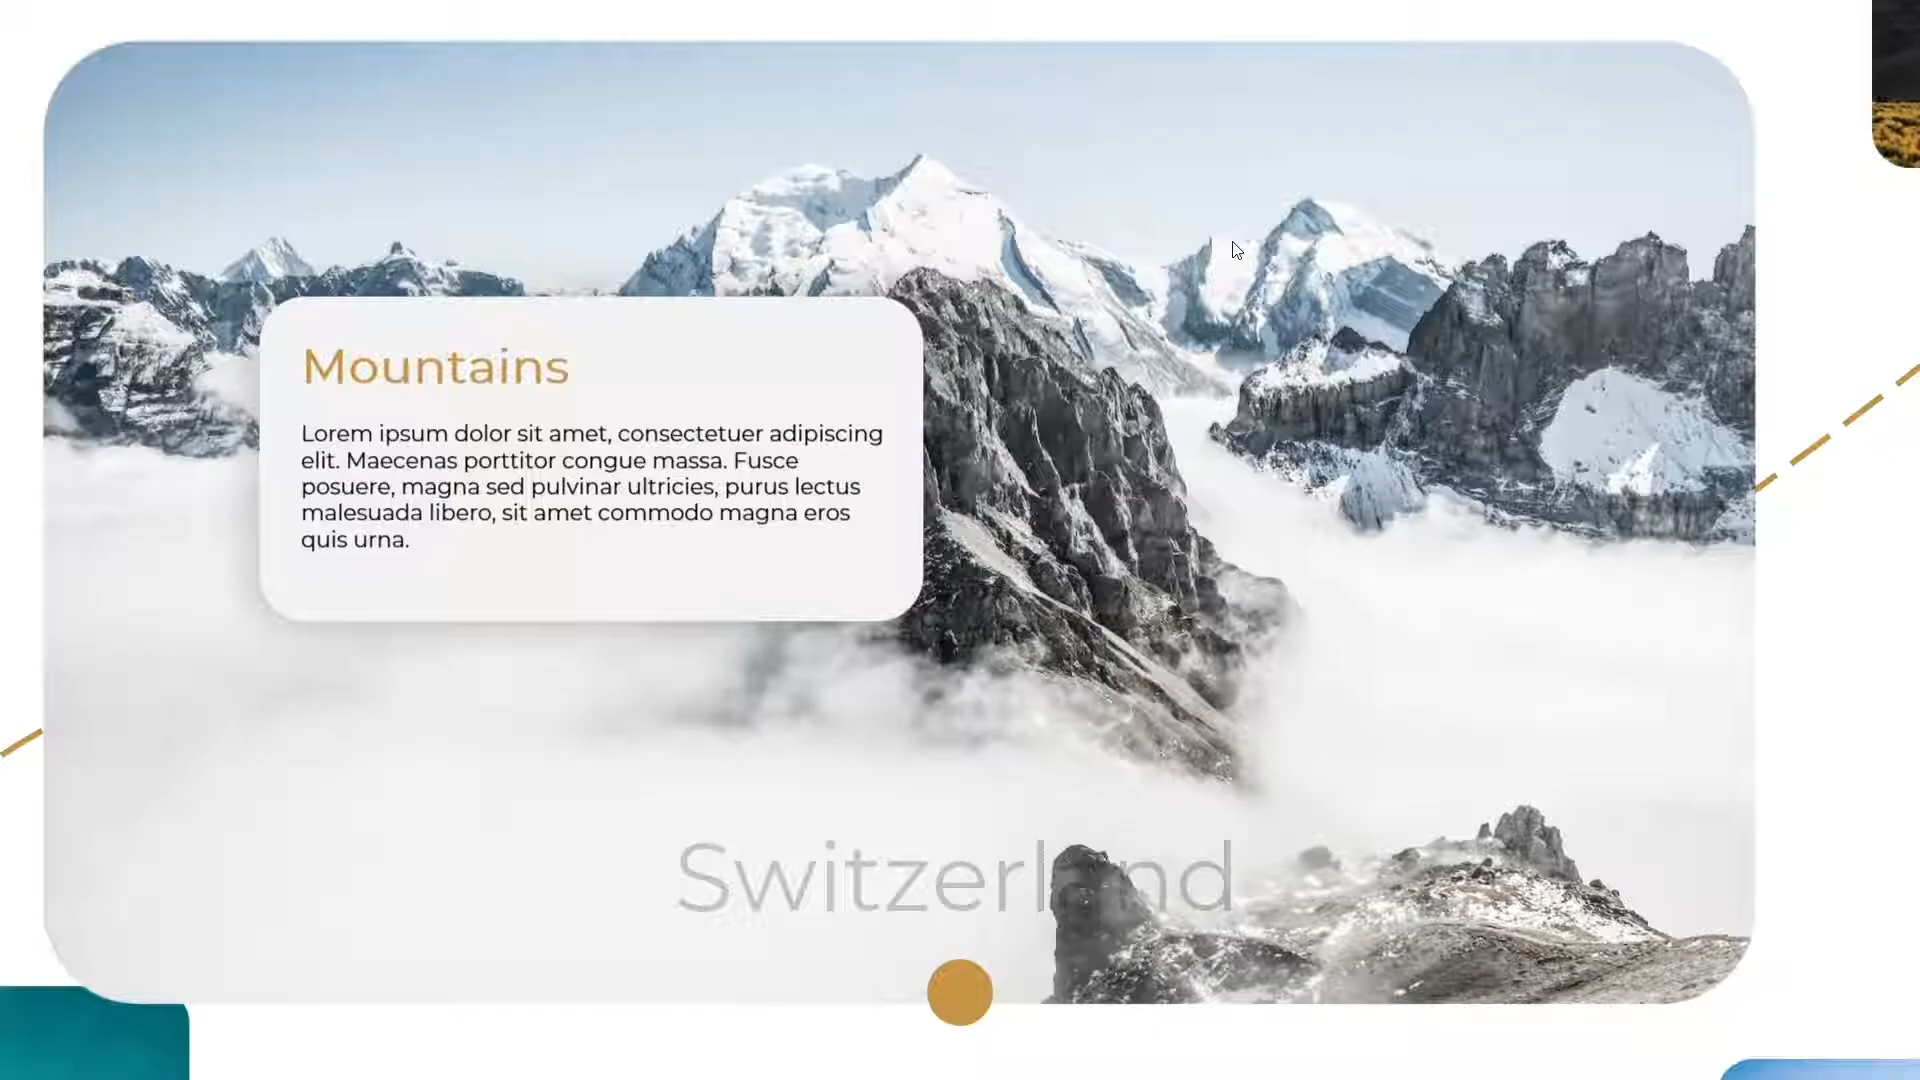 Mountains
Lorem ipsum dolor sit amet, consectetuer adipiscing
elit. Maecenas porttitor congue massa. Fusce
posuere, magna sed pulvinar ultricies, purus lectus
malesuada libero, sit amet commodo magna eros
quis urna.
Switzerland